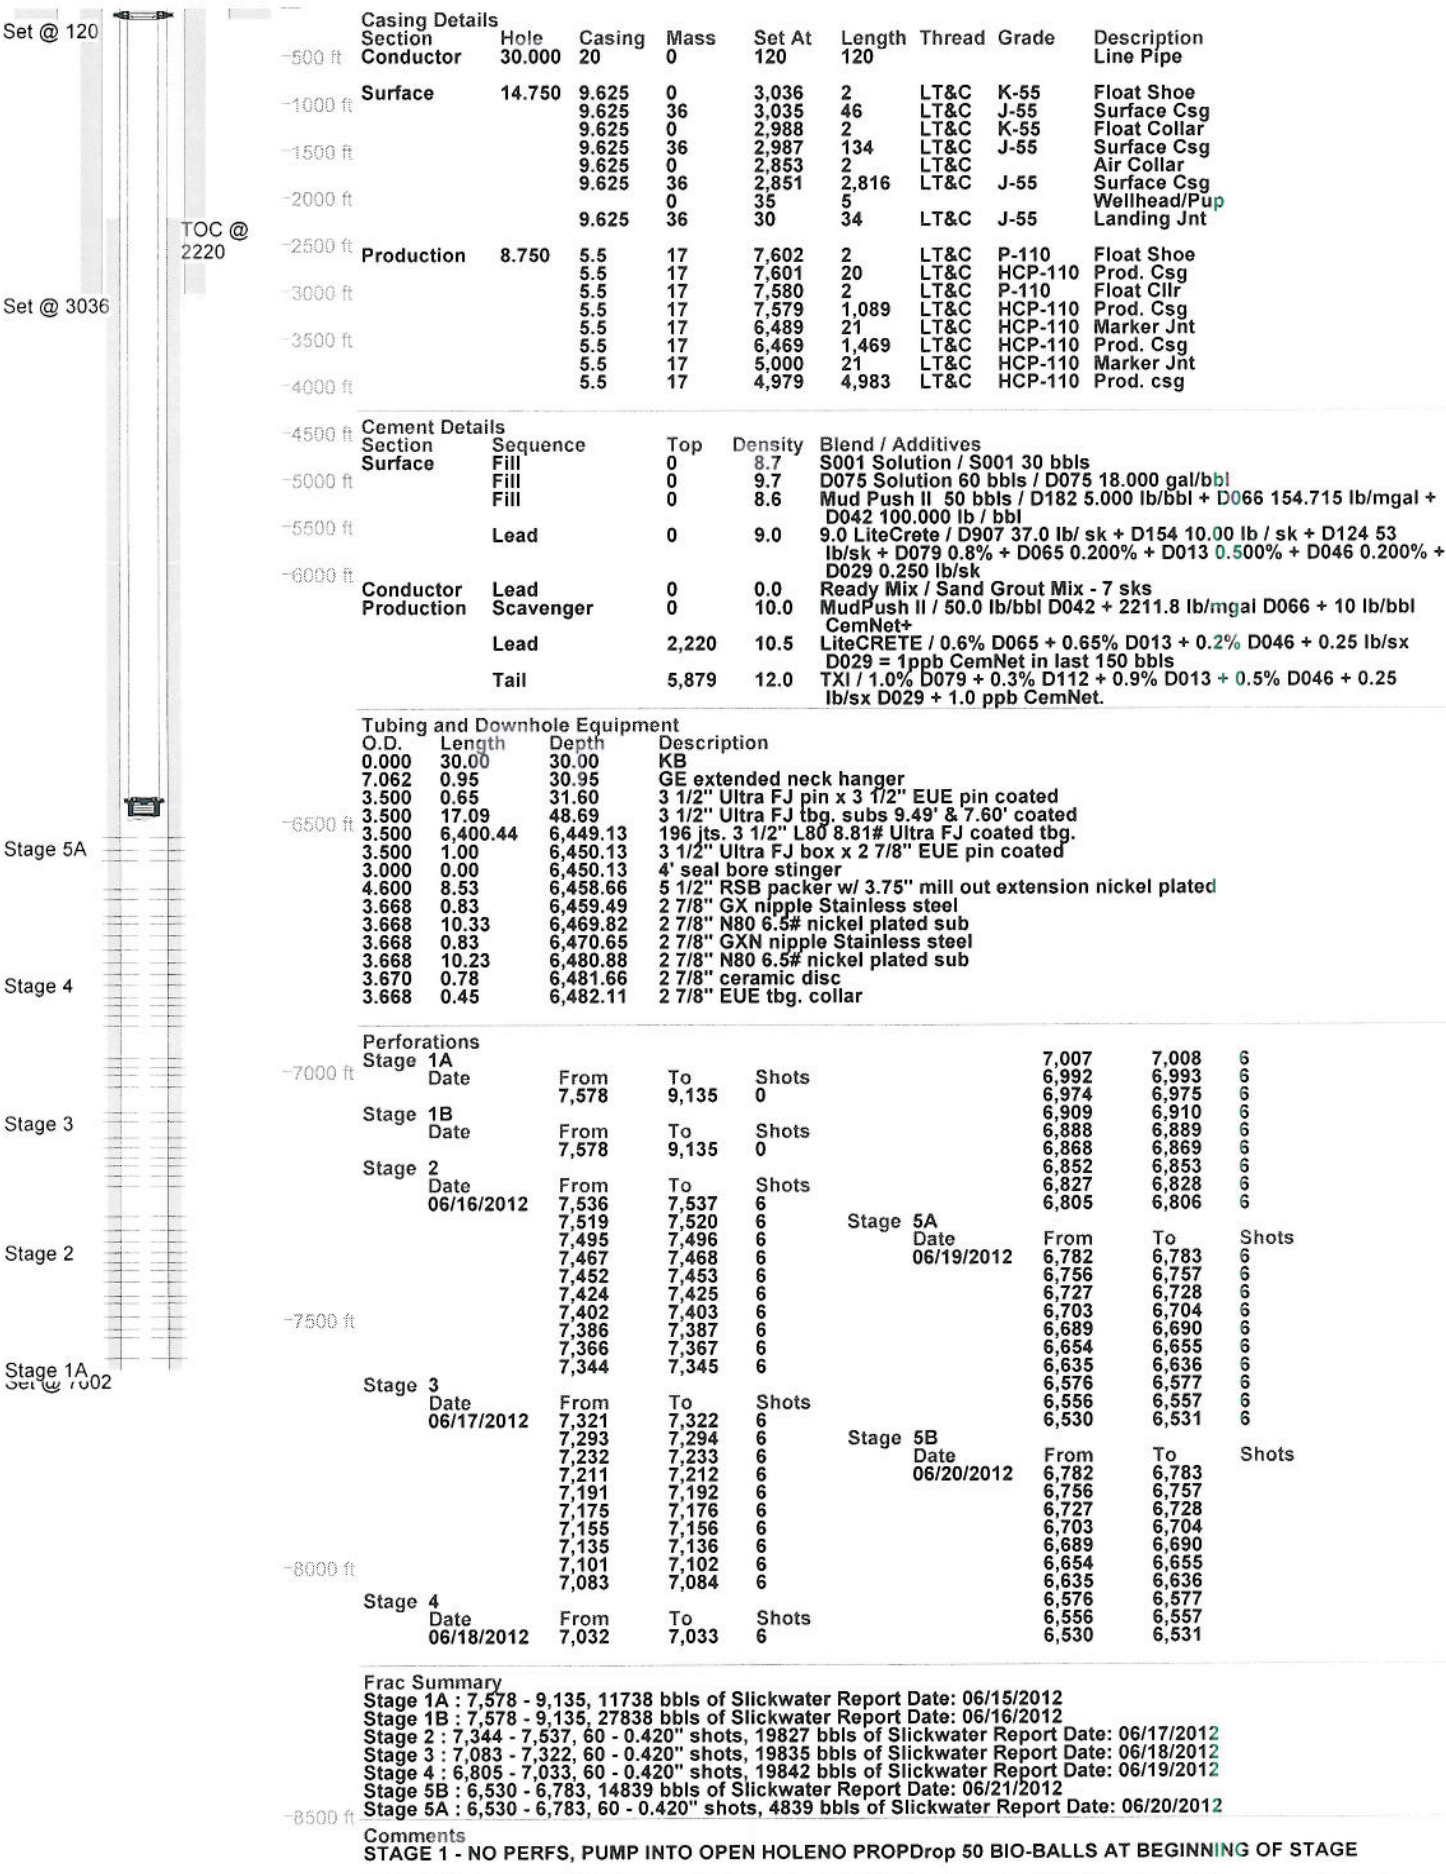 Set @ 120
TOC @
2220
Set @ 3036
Stage 5A
Stage 4
Stage 3
Stage 2
Stage 1A
Set @ 7602
-500 ft
-1000 ft
-1500 ft
-2000 ft
-2500 ft
-3000 ft
-3500 ft
-4000 ft
-4500 ft
-5000 ft
-5500 ft
-6000 ft
-6500 ft
-7000 ft
-7500 ft
-8000 ft
-8500 ft
Casing Details
Section Hole Casing Mass Set At Length Thread Grade Description
Conductor 30.000 20 0 120 120 Line Pipe
Surface 14.750 9.625 0 3,036 2 LT&C K-55 Float Shoe
9.625 36 3,035 46 LT&C J-55 Surface Csg
9.625 0 2,988 2 LT&C K-55 Float Collar
9.625 36 2,987 134 LT&C J-55 Surface Csg
9.625 0 2,853 2 LT&C Air Collar
9.625 36 2,851 2,816 LT&C J-55 Surface Csg
0 35 5 Wellhead/Pup
9.625 36 30 34 LT&C J-55 Landing Jnt
Production 8.750 5.5 17 7,602 2 LT&C P-110 Float Shoe
5.5 17 7,601 20 LT&C HCP-110 Prod. Csg
5.5 17 7,580 2 LT&C P-110 Float Cllr
5.5 17 7,579 1,089 LT&C HCP-110 Prod. Csg
5.5 17 6,489 21 LT&C HCP-110 Marker Jnt
5.5 17 6,469 1,469 LT&C HCP-110 Prod. Csg
5.5 17 5,000 21 LT&C HCP-110 Marker Jnt
5.5 17 4,979 4,983 LT&C HCP-110 Prod. csg
Cement Details
Section Sequence Top Density Blend / Additives
Surface Fill 0 8.7 S001 Solution / S001 30 bbls
Fill 0 9.7 D075 Solution 60 bbls / D075 18.000 gal/bbl
Fill 0 8.6 Mud Push II 50 bbls / D182 5.000 lb/bbl + D066 154.715 lb/mgal +
D042 100.000 lb / bbl
Lead 0 9.0 9.0 LiteCrete / D907 37.0 lb/ sk + D154 10.00 lb / sk + D124 53
lb/sk + D079 0.8% + D065 0.200% + D013 0.500% + D046 0.200% +
D029 0.250 lb/sk
Conductor Lead 0 0.0 Ready Mix / Sand Grout Mix - 7 sks
Production Scavenger 0 10.0 MudPush II / 50.0 lb/bbl D042 + 2211.8 lb/mgal D066 + 10 lb/bbl
CemNet+
Lead 2,220 10.5 LiteCRETE / 0.6% D065 + 0.65% D013 + 0.2% D046 + 0.25 lb/sx
D029 = 1ppb CemNet in last 150 bbls
Tail 5,879 12.0 TXI / 1.0% D079 + 0.3% D112 + 0.9% D013 + 0.5% D046 + 0.25
lb/sx D029 + 1.0 ppb CemNet.
Tubing and Downhole Equipment
O.D. Length Depth Description
0.000 30.00 30.00 KB
7.062 0.95 30.95 GE extended neck hanger
3.500 0.65 31.60 3 1/2" Ultra FJ pin x 3 1/2" EUE pin coated
3.500 17.09 48.69 3 1/2" Ultra FJ tbg. subs 9.49' & 7.60' coated
3.500 6,400.44 6,449.13 196 jts. 3 1/2" L80 8.81# Ultra FJ coated tbg.
3.500 1.00 6,450.13 3 1/2" Ultra FJ box x 2 7/8" EUE pin coated
3.000 0.00 6,450.13 4' seal bore stinger
4.600 8.53 6,458.66 5 1/2" RSB packer w/ 3.75" mill out extension nickel plated
3.668 0.83 6,459.49 2 7/8" GX nipple Stainless steel
3.668 10.33 6,469.82 2 7/8" N80 6.5# nickel plated sub
3.668 0.83 6,470.65 2 7/8" GXN nipple Stainless steel
3.668 10.23 6,480.88 2 7/8" N80 6.5# nickel plated sub
3.670 0.78 6,481.66 2 7/8" ceramic disc
3.668 0.45 6,482.11 2 7/8" EUE tbg. collar
Perforations
Stage 1A
Date From To Shots
7,578 9,135 0
Stage 1B
Date From To Shots
7,578 9,135 0
Stage 2
Date From To Shots
06/16/2012 7,536 7,537 6
7,519 7,520 6
7,495 7,496 6
7,467 7,468 6
7,452 7,453 6
7,424 7,425 6
7,402 7,403 6
7,386 7,387 6
7,366 7,367 6
7,344 7,345 6
Stage 3
Date From To Shots
06/17/2012 7,321 7,322 6
7,293 7,294 6
7,232 7,233 6
7,211 7,212 6
7,191 7,192 6
7,175 7,176 6
7,155 7,156 6
7,135 7,136 6
7,101 7,102 6
7,083 7,084 6
Stage 4
Date From To Shots
06/18/2012 7,032 7,033 6
7,007 7,008 6
6,992 6,993 6
6,974 6,975 6
6,909 6,910 6
6,888 6,889 6
6,868 6,869 6
6,852 6,853 6
6,827 6,828 6
6,805 6,806 6
Stage 5A
Date From To Shots
06/19/2012 6,782 6,783 6
6,756 6,757 6
6,727 6,728 6
6,703 6,704 6
6,689 6,690 6
6,654 6,655 6
6,635 6,636 6
6,576 6,577 6
6,556 6,557 6
6,530 6,531 6
Stage 5B
Date From To Shots
06/20/2012 6,782 6,783
6,756 6,757
6,727 6,728
6,703 6,704
6,689 6,690
6,654 6,655
6,635 6,636
6,576 6,577
6,556 6,557
6,530 6,531
Frac Summary
Stage 1A : 7,578 - 9,135, 11738 bbls of Slickwater Report Date: 06/15/2012
Stage 1B : 7,578 - 9,135, 27838 bbls of Slickwater Report Date: 06/16/2012
Stage 2 : 7,344 - 7,537, 60 - 0.420" shots, 19827 bbls of Slickwater Report Date: 06/17/2012
Stage 3 : 7,083 - 7,322, 60 - 0.420" shots, 19835 bbls of Slickwater Report Date: 06/18/2012
Stage 4 : 6,805 - 7,033, 60 - 0.420" shots, 19842 bbls of Slickwater Report Date: 06/19/2012
Stage 5B : 6,530 - 6,783, 14839 bbls of Slickwater Report Date: 06/21/2012
Stage 5A : 6,530 - 6,783, 60 - 0.420" shots, 4839 bbls of Slickwater Report Date: 06/20/2012
Comments
STAGE 1 - NO PERFS, PUMP INTO OPEN HOLENO PROPDrop 50 BIO-BALLS AT BEGINNING OF STAGE